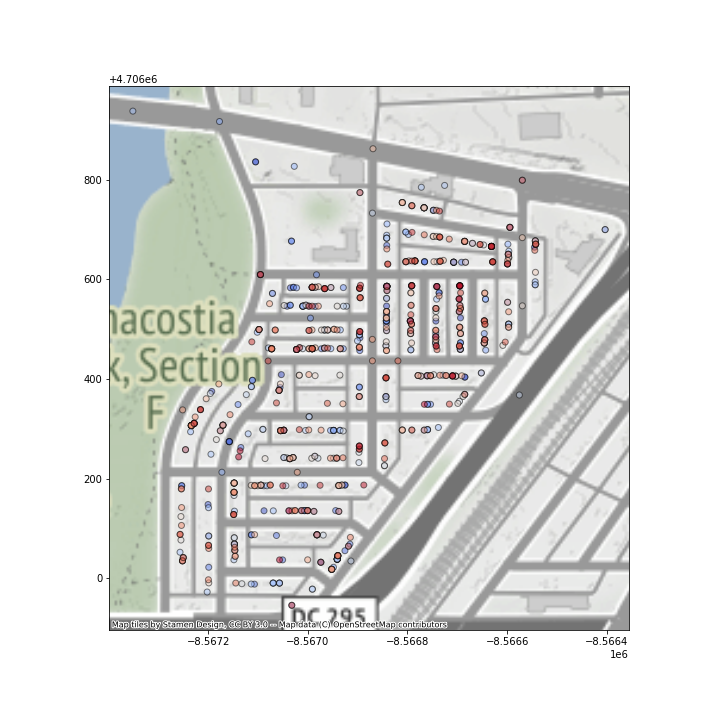 +4.706e6
800
600
400
200
0
nacostia
k, Section
F
DC 295
Map tiles by Stamen Design, CC BY 3.0 -- Map data (C) OpenStreetMap contributors
−8.5672 −8.5670 −8.5668 −8.5666 −8.5664
1e6